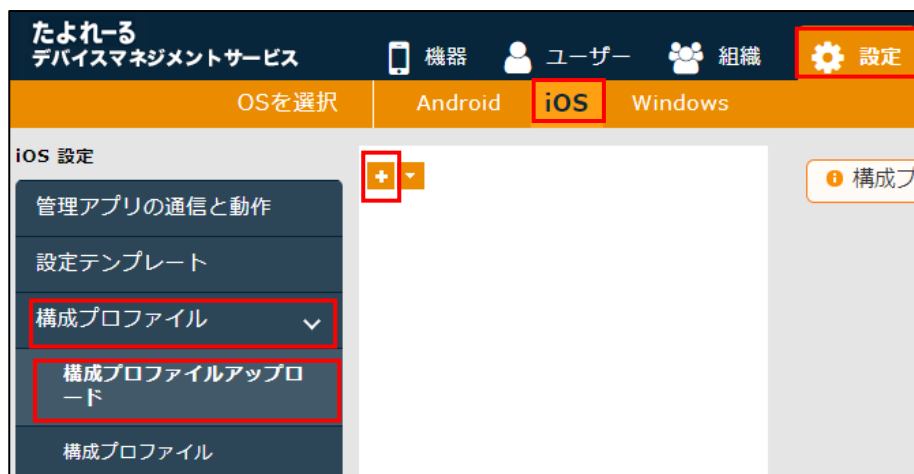 たよれーる
デバイスマネジメントサービス
機器 ユーザー 組織 設定
OSを選択 Android iOS Windows
iOS 設定
管理アプリの通信と動作
設定テンプレート
構成プロファイル
構成プロファイルアップロ
ード
構成プロファイル
構成プ